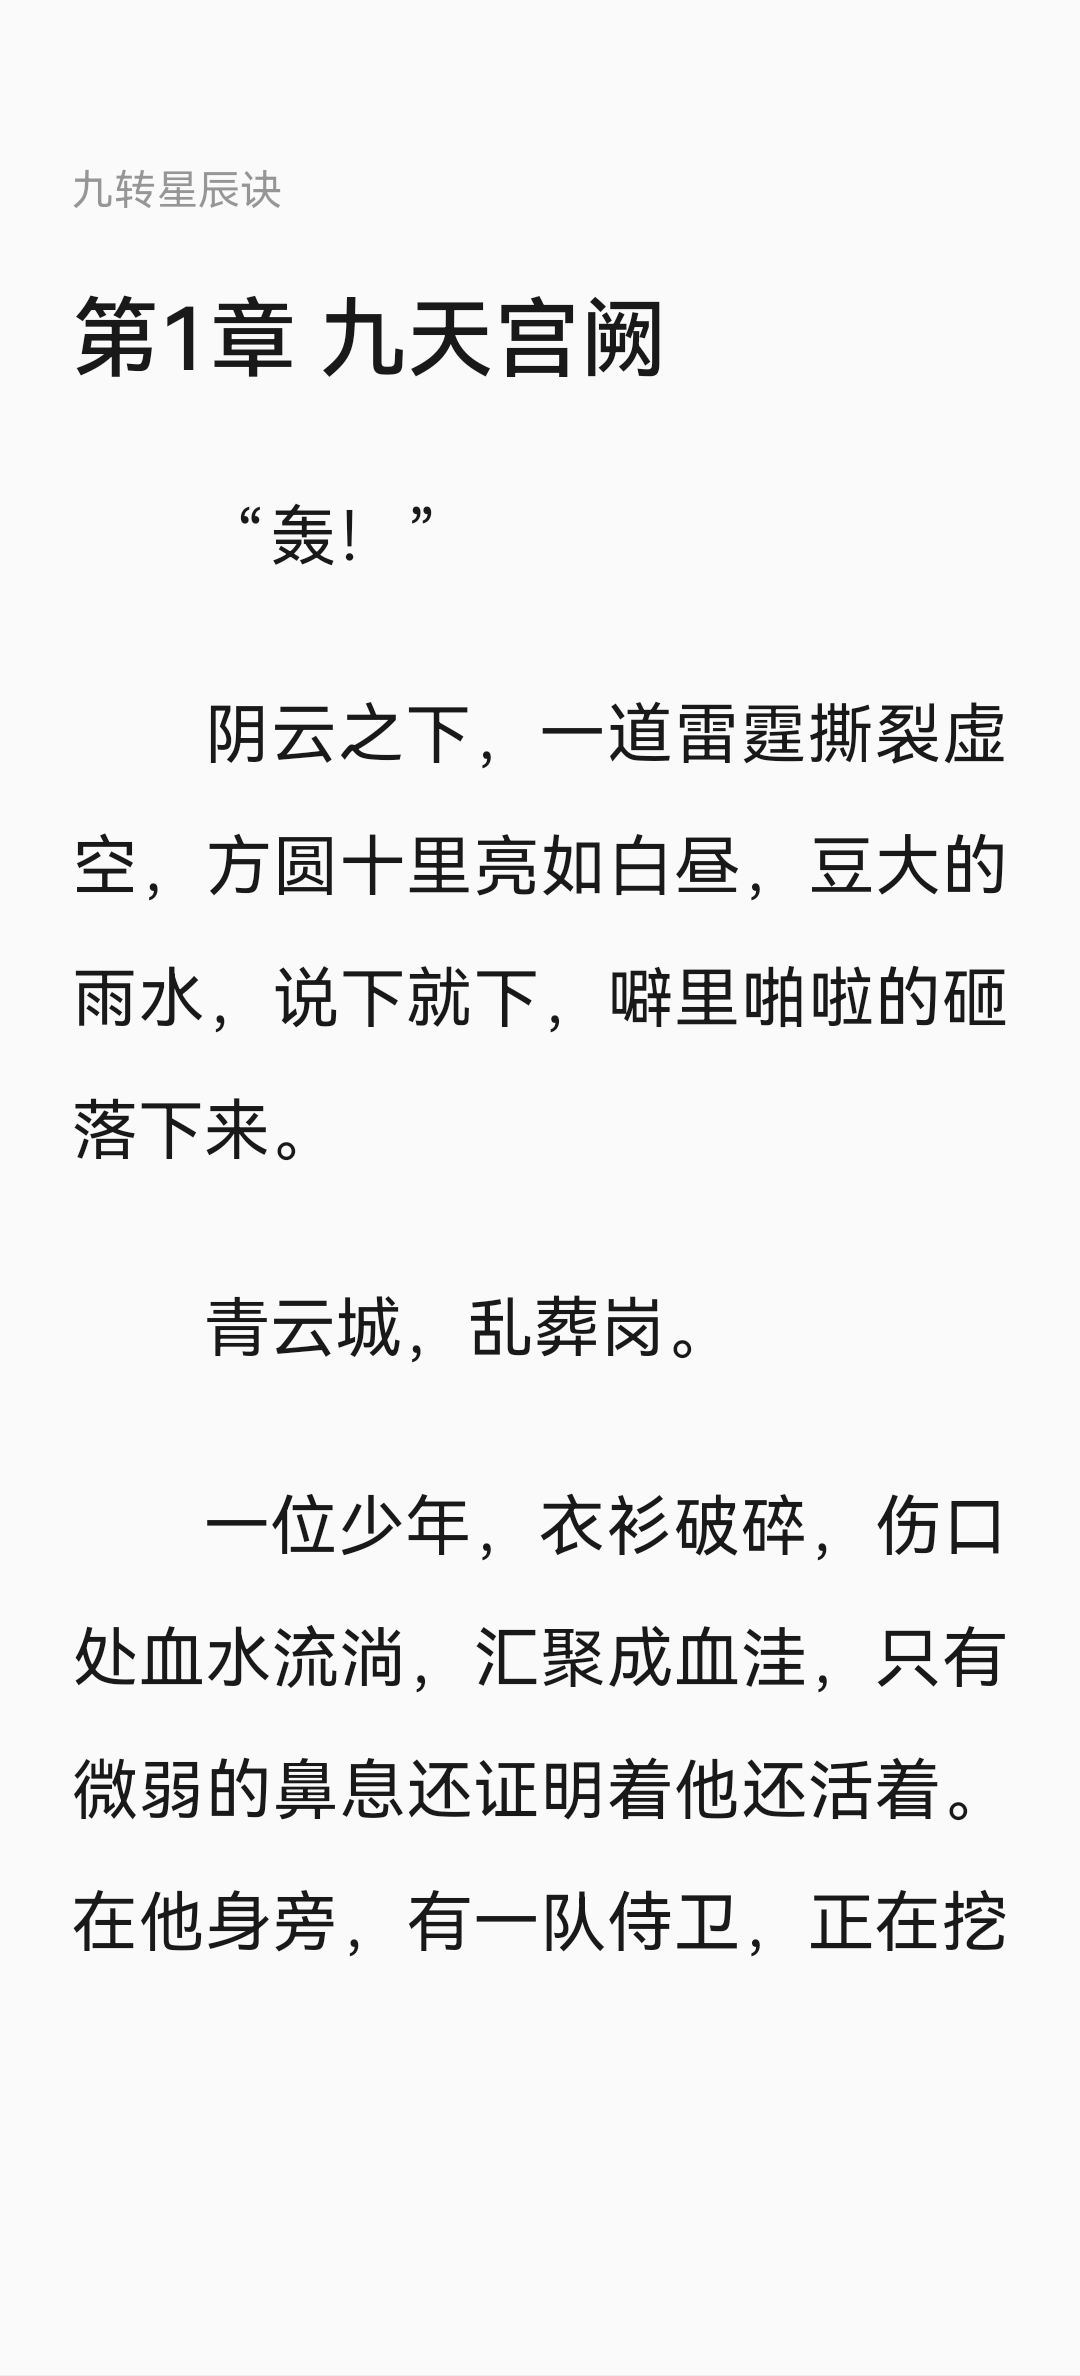 九转星辰诀
第1章 九天宫阙
“轰！”
阴云之下，一道雷霆撕裂虚
空，方圆十里亮如白昼，豆大的
雨水，说下就下，噼里啪啦的砸
落下来。
青云城，乱葬岗。
一位少年，衣衫破碎，伤口
处血水流淌，汇聚成血洼，只有
微弱的鼻息还证明着他还活着。
在他身旁，有一队侍卫，正在挖